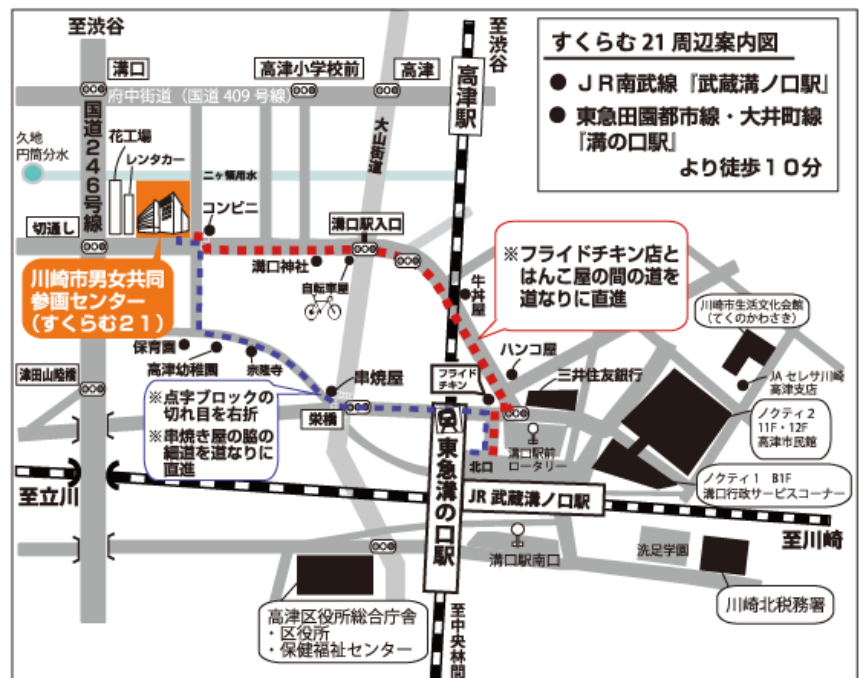 至渋谷
溝口
高津小学校前
高津
至渋谷
すくらむ21周辺案内図
● JR南武線『武蔵溝ノ口駅』
● 東急田園都市線・大井町線
『溝の口駅』
より徒歩10分
府中街道（国道409号線）
国道246号線
高津駅
大山街道
久地
円筒分水
花工場
レンタカー
二ヶ領用水
コンビニ
切通し
溝口駅入口
溝口神社
自転車屋
牛丼屋
※フライドチキン店と
はんこ屋の間の道を
道なりに直進
川崎市男女共同
参画センター
（すくらむ21）
川崎市生活文化会館
（てくのかわさき）
保育園
高津幼稚園
宗隆寺
串焼屋
フライド
チキン
ハンコ屋
三井住友銀行
JA セレサ川崎
高津支店
津田山陸橋
※点字ブロックの
切れ目を右折
※串焼き屋の脇の
細道を道なりに
直進
栄橋
ノクティ2
11F・12F
高津市民館
溝口駅前
ロータリー
北口
ノクティ1 B1F
溝口行政サービスコーナー
至立川
東急溝の口駅
JR 武蔵溝ノ口駅
至川崎
溝口駅南口
洗足学園
川崎北税務署
高津区役所総合庁舎
・区役所
・保健福祉センター
至中央林間